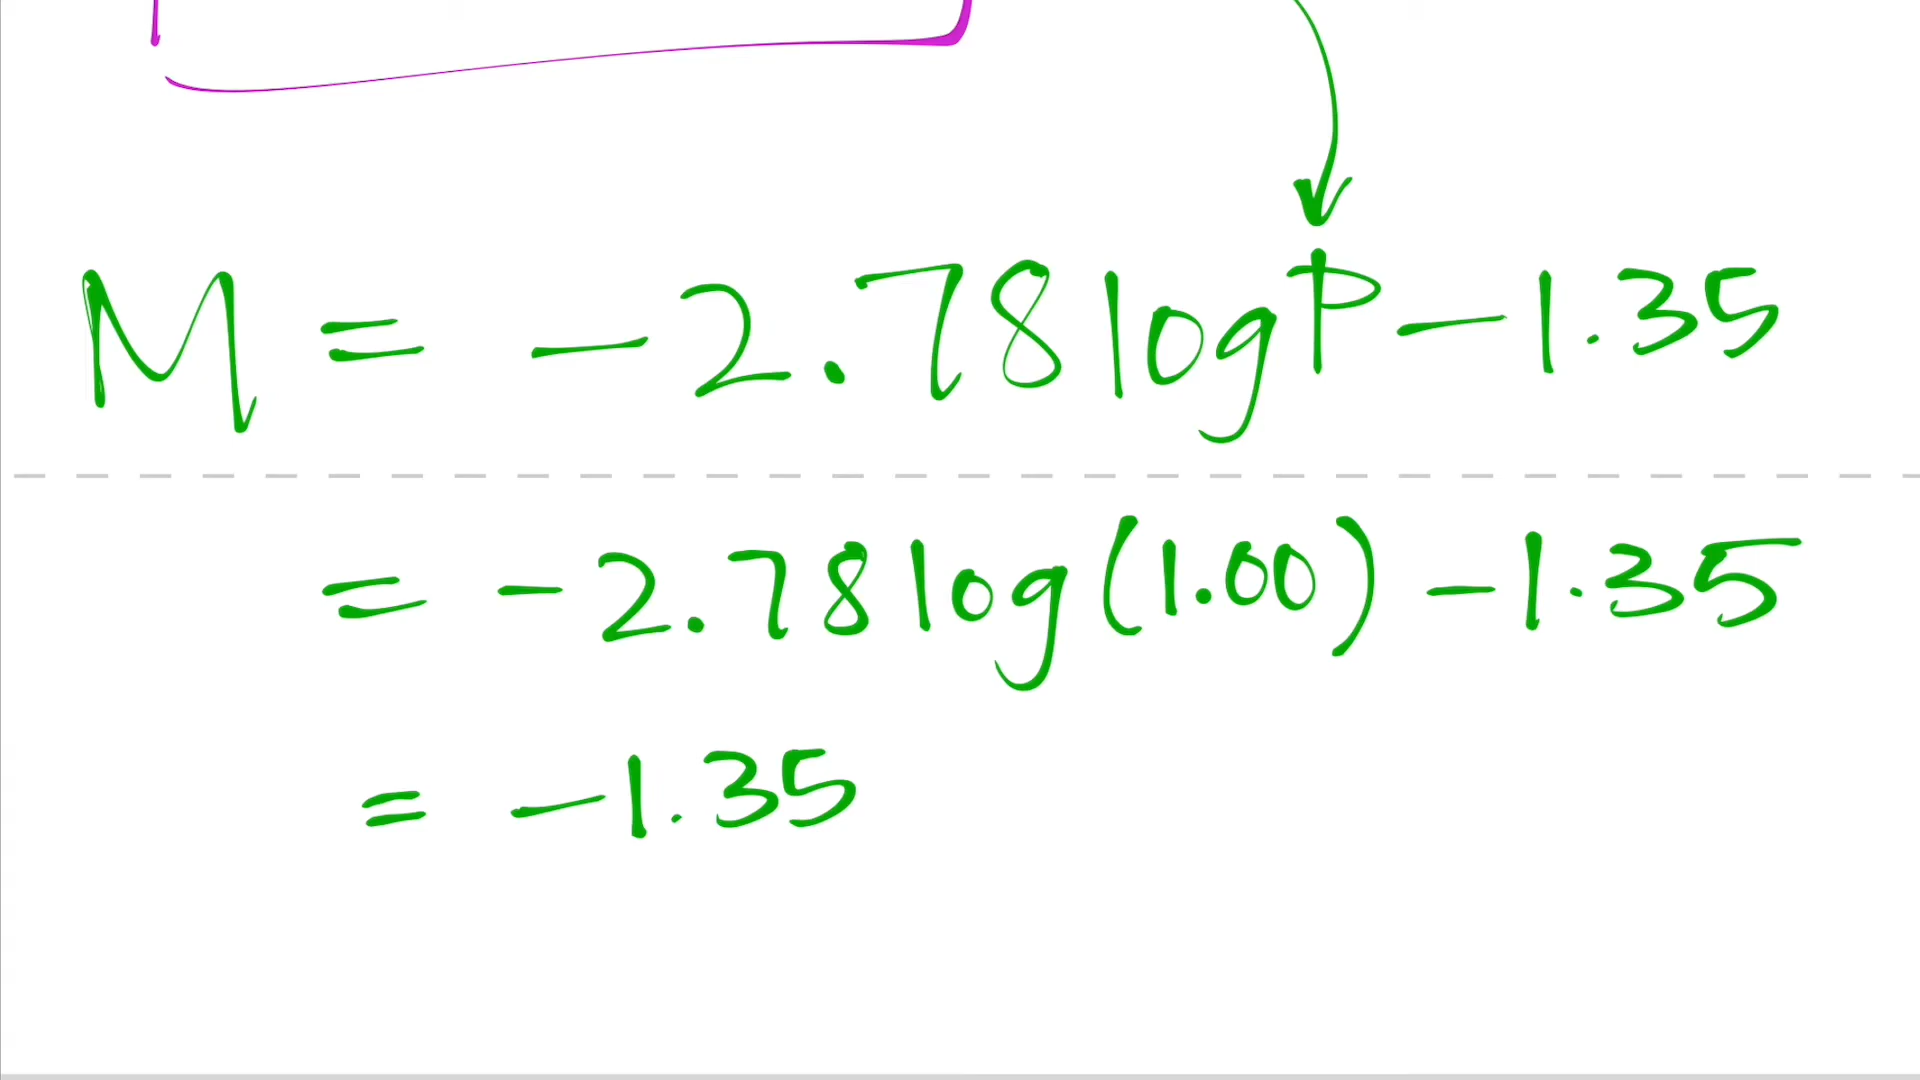 M = -2.78 log P - 1.35
= -2.78 log (1.00) - 1.35
= -1.35